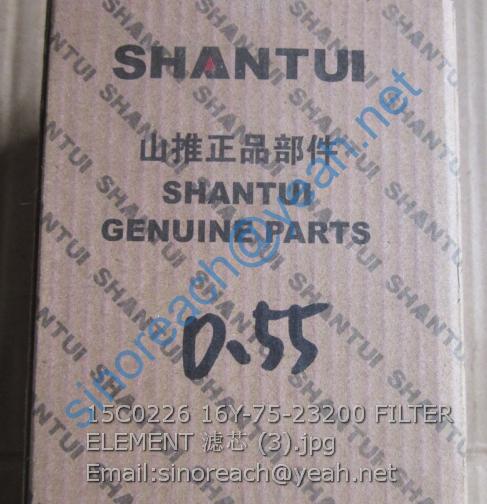 SHANTUI
山推正品部件
SHANTUI
GENUINE PARTS
0.55
sinoreach@yeah.net
15C0226 16Y-75-23200 FILTER
ELEMENT 滤芯 (3).jpg
Email:sinoreach@yeah.net